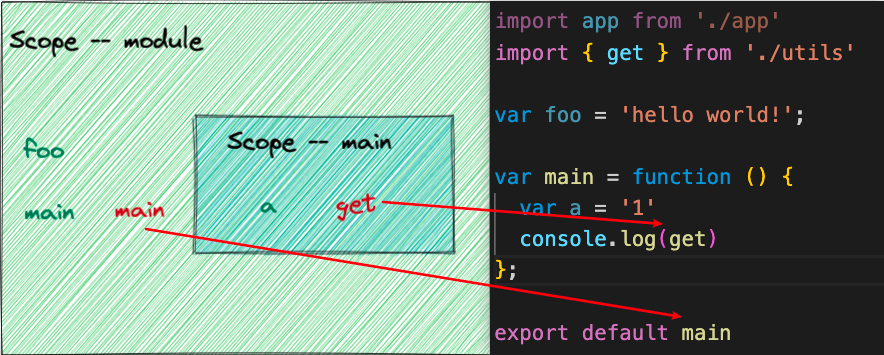 Scope -- module
foo
main main
Scope -- main
a get
import app from './app'
import { get } from './utils'
var foo = 'hello world!';
var main = function () {
var a = '1'
console.log(get)
};
export default main